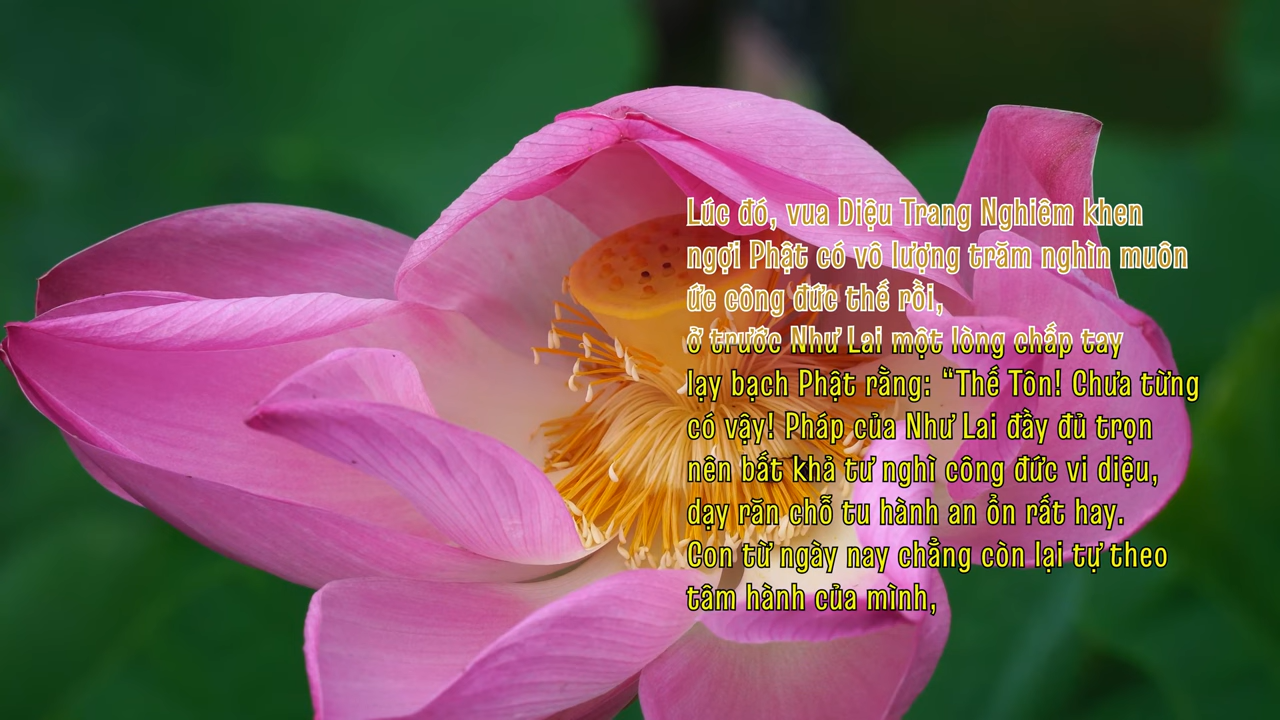 Lúc đó, vua Diệu Trang Nghiêm khen
ngợi Phật có vô lượng trăm nghìn muôn
ức công đức thế rồi,
ở trước Như Lai một lòng chấp tay
lạy bạch Phật rằng: “Thế Tôn! Chưa từng
có vậy! Pháp của Như Lai đầy đủ trọn
nên bất khả tư nghì công đức vi diệu,
dạy răn chỗ tu hành an ổn rất hay.
Con từ ngày nay chẳng còn lại tự theo
tâm hành của mình,